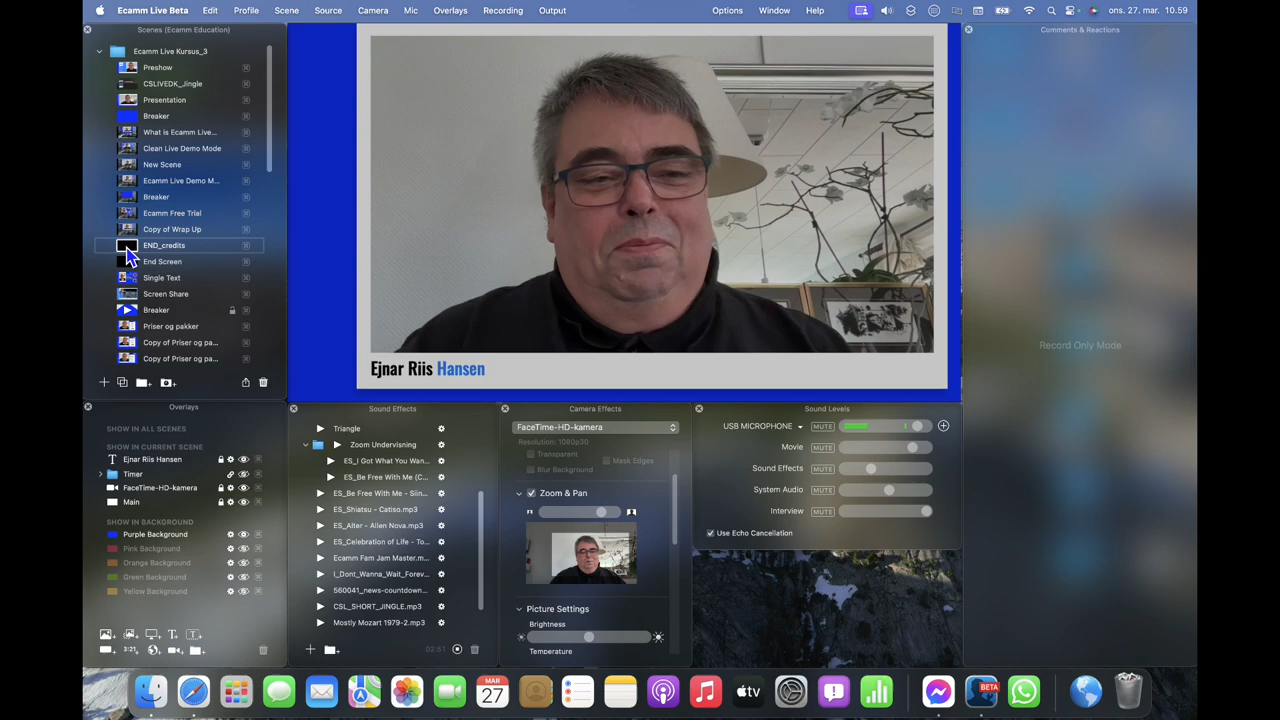 Ecamm Live Beta Edit Profile Scene Source Camera Mic Overlays Recording Output Options Window Help ons. 27. mar. 10.59
Scenes (Ecamm Education)
Ecamm Live Kursus_3
Preshow
CSLIVEDK_Jingle
Presentation
Breaker
What is Ecamm Live...
Clean Live Demo Mode
New Scene
Ecamm Live Demo M...
Breaker
Ecamm Free Trial
Copy of Wrap Up
END_credits
End Screen
Single Text
Screen Share
Breaker
Priser og pakker
Copy of Priser og pa...
Copy of Priser og pa...
Ejnar Riis Hansen
Comments & Reactions
Record Only Mode
Overlays
SHOW IN ALL SCENES
SHOW IN CURRENT SCENE
Ejnar Riis Hansen
Timer
FaceTime-HD-kamera
Main
SHOW IN BACKGROUND
Purple Background
Pink Background
Orange Background
Green Background
Yellow Background
3:21
Sound Effects
Triangle
Zoom Undervisning
ES_I Got What You Wan...
ES_Be Free With Me (C...
ES_Be Free With Me - Siin...
ES_Shiatsu - Catiso.mp3
ES_Alter - Allen Nova.mp3
ES_Celebration of Life - To...
Ecamm Fam Jam Master.m...
I_Dont_Wanna_Wait_Forev...
560041_news-countdown...
CSL_SHORT_JINGLE.mp3
Mostly Mozart 1979-2.mp3
02:51
Camera Effects
FaceTime-HD-kamera
Resolution: 1080p30
Transparent Mask Edges
Blur Background
Zoom & Pan
Picture Settings
Brightness
Temperature
Sound Levels
USB MICROPHONE MUTE
Movie MUTE
Sound Effects MUTE
System Audio MUTE
Interview MUTE
Use Echo Cancellation
MAR
27
tv
BETA